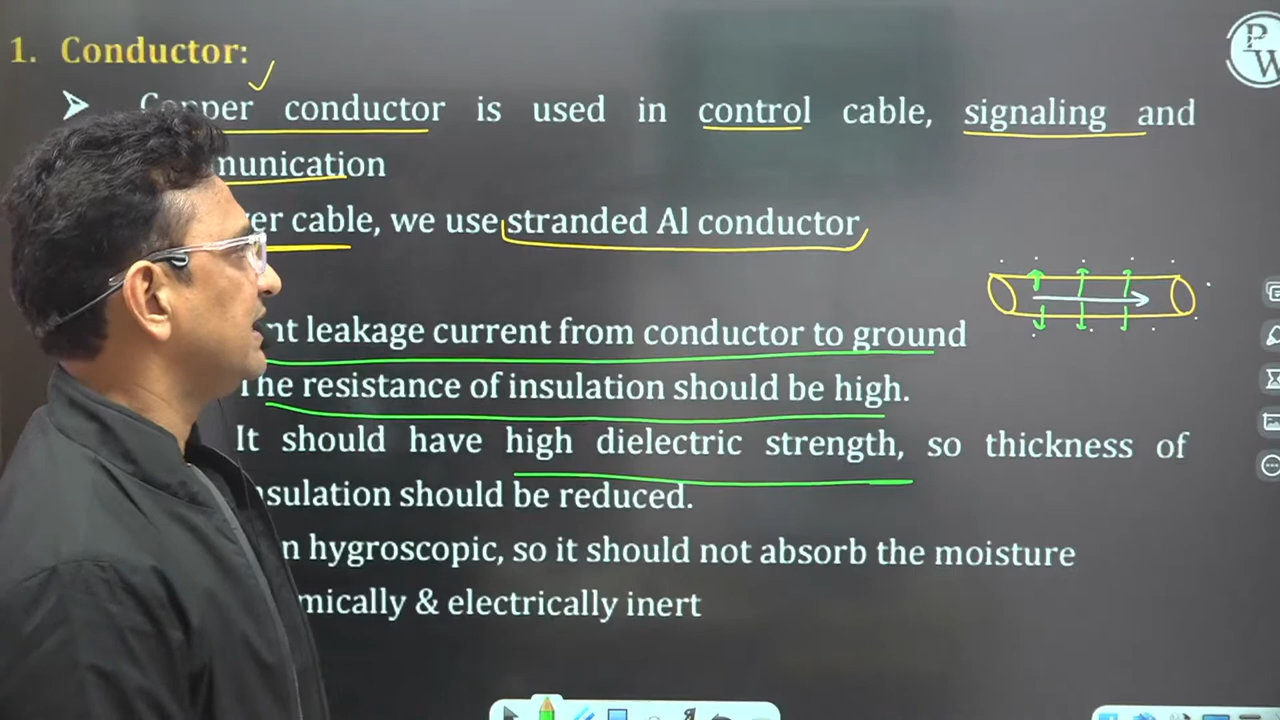 1. Conductor:
➤ Copper conductor is used in control cable, signaling and
munication
er cable, we use stranded Al conductor
nt leakage current from conductor to ground
The resistance of insulation should be high.
It should have high dielectric strength, so thickness of
nsulation should be reduced.
n hygroscopic, so it should not absorb the moisture
mically & electrically inert
P
W